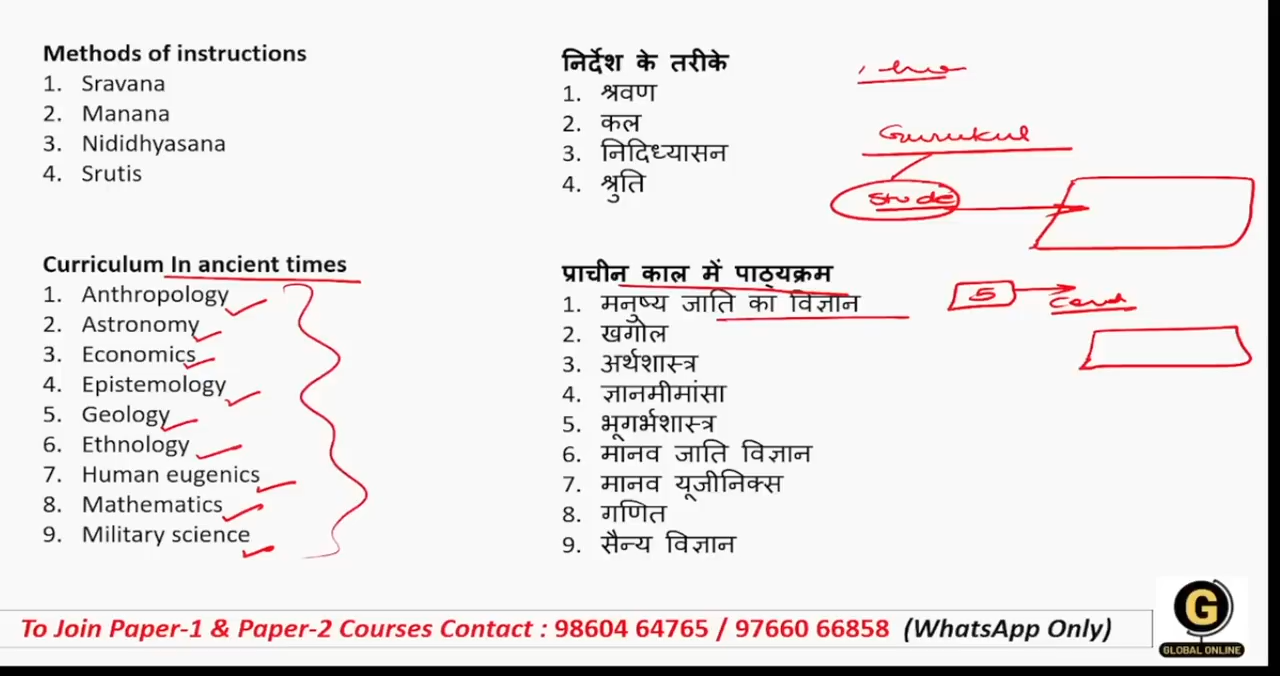 Methods of instructions
1. Sravana
2. Manana
3. Nididhyasana
4. Srutis
निर्देश के तरीके
1. श्रवण
2. कल
3. निदिध्यासन
4. श्रुति
Gurukul
Stude
Curriculum In ancient times
1. Anthropology
2. Astronomy
3. Economics
4. Epistemology
5. Geology
6. Ethnology
7. Human eugenics
8. Mathematics
9. Military science
प्राचीन काल में पाठ्यक्रम
1. मनुष्य जाति का विज्ञान
2. खगोल
3. अर्थशास्त्र
4. ज्ञानमीमांसा
5. भूगर्भशास्त्र
6. मानव जाति विज्ञान
7. मानव यूजीनिक्स
8. गणित
9. सैन्य विज्ञान
5
To Join Paper-1 & Paper-2 Courses Contact : 98604 64765 / 97660 66858 (WhatsApp Only)
G
GLOBAL ONLINE